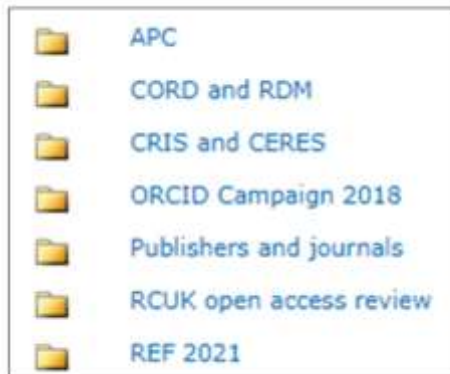 APC
CORD and RDM
CRIS and CERES
ORCID Campaign 2018
Publishers and journals
RCUK open access review
REF 2021